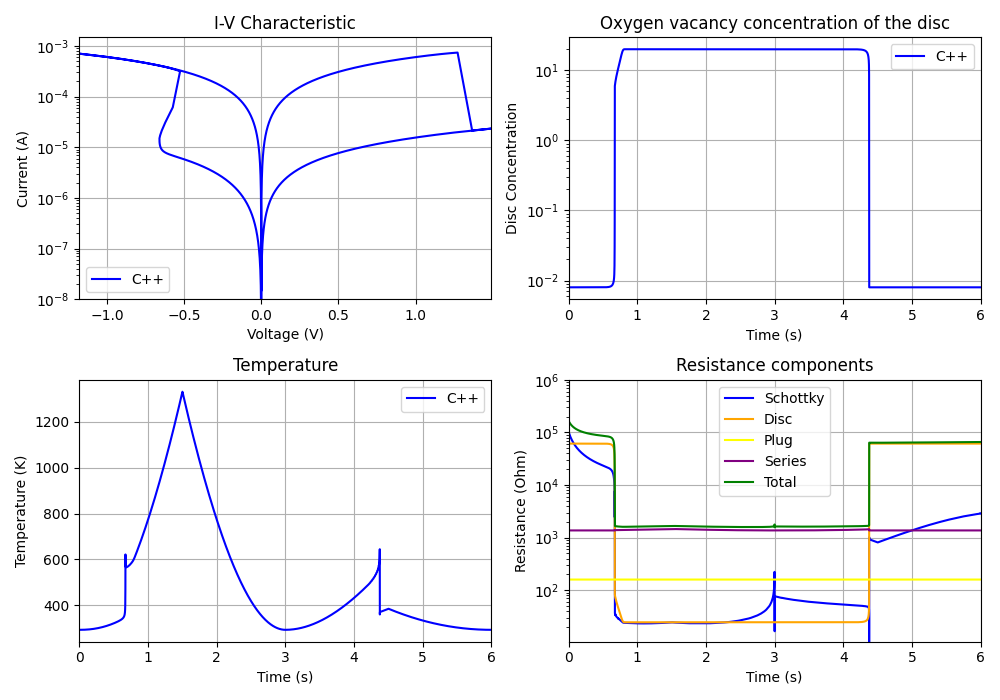 I-V Characteristic
Current (A)
10⁻³
10⁻⁴
10⁻⁵
10⁻⁶
10⁻⁷
10⁻⁸
C++
−1.0 −0.5 0.0 0.5 1.0
Voltage (V)
Oxygen vacancy concentration of the disc
Disc Concentration
10¹
10⁰
10⁻¹
10⁻²
C++
0 1 2 3 4 5 6
Time (s)
Temperature
Temperature (K)
1200
1000
800
600
400
C++
0 1 2 3 4 5 6
Time (s)
Resistance components
Resistance (Ohm)
10⁶
10⁵
10⁴
10³
10²
Schottky
Disc
Plug
Series
Total
0 1 2 3 4 5 6
Time (s)